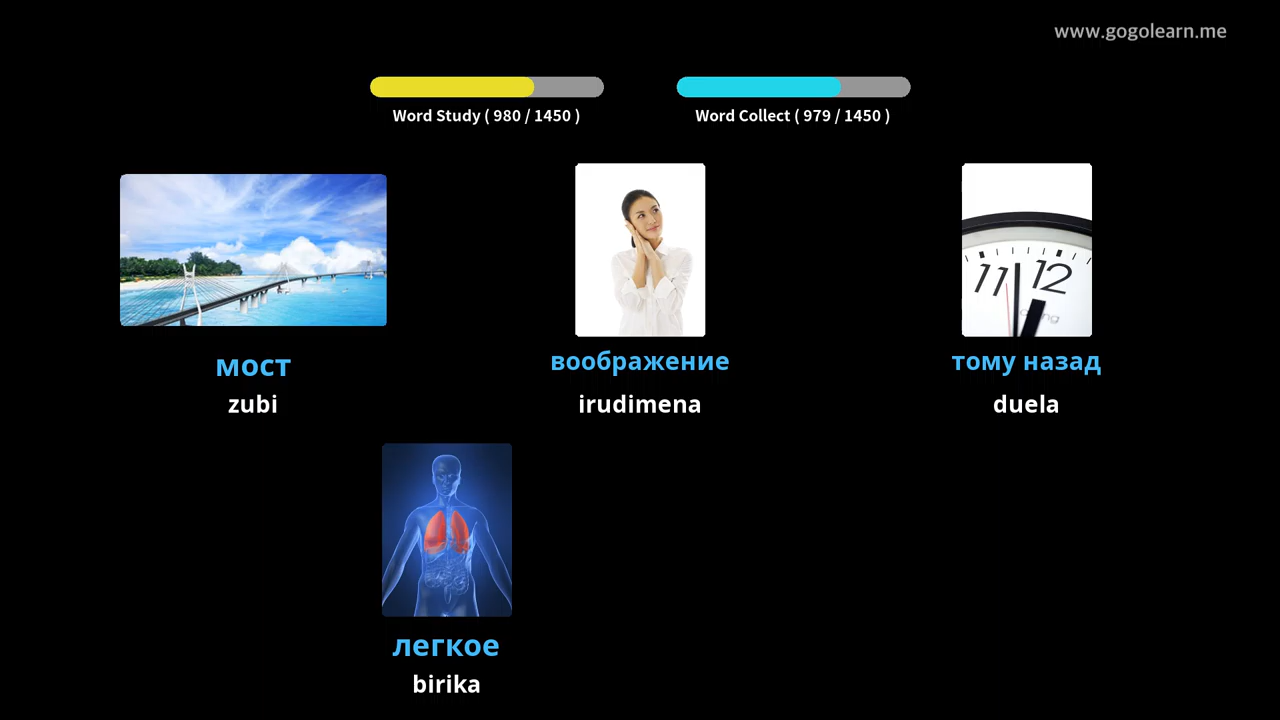 www.gogolearn.me
Word Study ( 980 / 1450 )
Word Collect ( 979 / 1450 )
мост
воображение
тому назад
zubi
irudimena
duela
легкое
birika
11 12